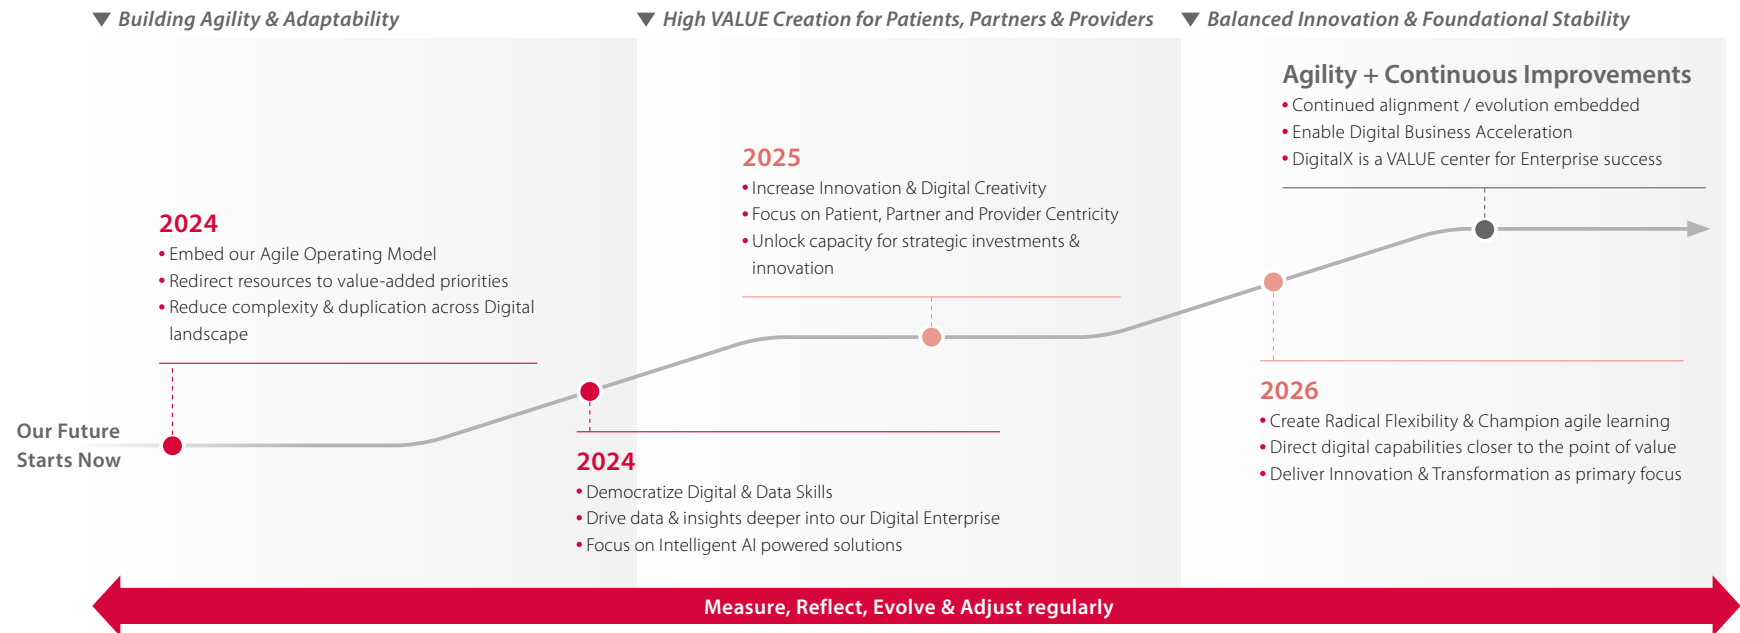 Building Agility & Adaptability
High VALUE Creation for Patients, Partners & Providers
Balanced Innovation & Foundational Stability
Our Future
Starts Now
2024
• Embed our Agile Operating Model
• Redirect resources to value-added priorities
• Reduce complexity & duplication across Digital
landscape
2024
• Democratize Digital & Data Skills
• Drive data & insights deeper into our Digital Enterprise
• Focus on Intelligent AI powered solutions
2025
• Increase Innovation & Digital Creativity
• Focus on Patient, Partner and Provider Centricity
• Unlock capacity for strategic investments &
innovation
2026
• Create Radical Flexibility & Champion agile learning
• Direct digital capabilities closer to the point of value
• Deliver Innovation & Transformation as primary focus
Agility + Continuous Improvements
• Continued alignment / evolution embedded
• Enable Digital Business Acceleration
• DigitalX is a VALUE center for Enterprise success
Measure, Reflect, Evolve & Adjust regularly